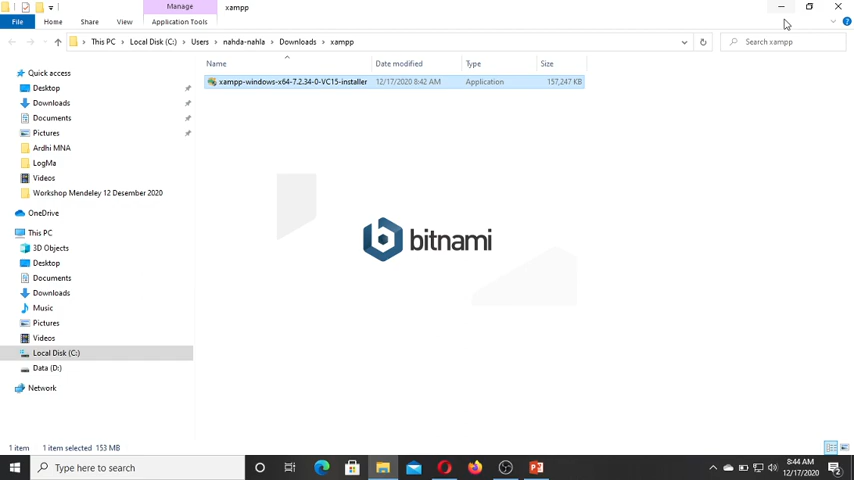 Manage
xampp
File
Home
Share
View
Application Tools
This PC
Local Disk (C:)
Users
nahda-nahla
Downloads
xampp
Search xampp
Name
Date modified
Type
Size
xampp-windows-x64-7.2.34-0-VC15-installer
12/17/2020 8:42 AM
Application
157,247 KB
Quick access
Desktop
Downloads
Documents
Pictures
Ardhi MNA
LogMa
Videos
Workshop Mendeley 12 Desember 2020
OneDrive
This PC
3D Objects
Desktop
Documents
Downloads
Music
Pictures
Videos
Local Disk (C:)
Data (D:)
Network
bitnami
1 item
1 item selected 153 MB
Type here to search
8:44 AM
12/17/2020
2